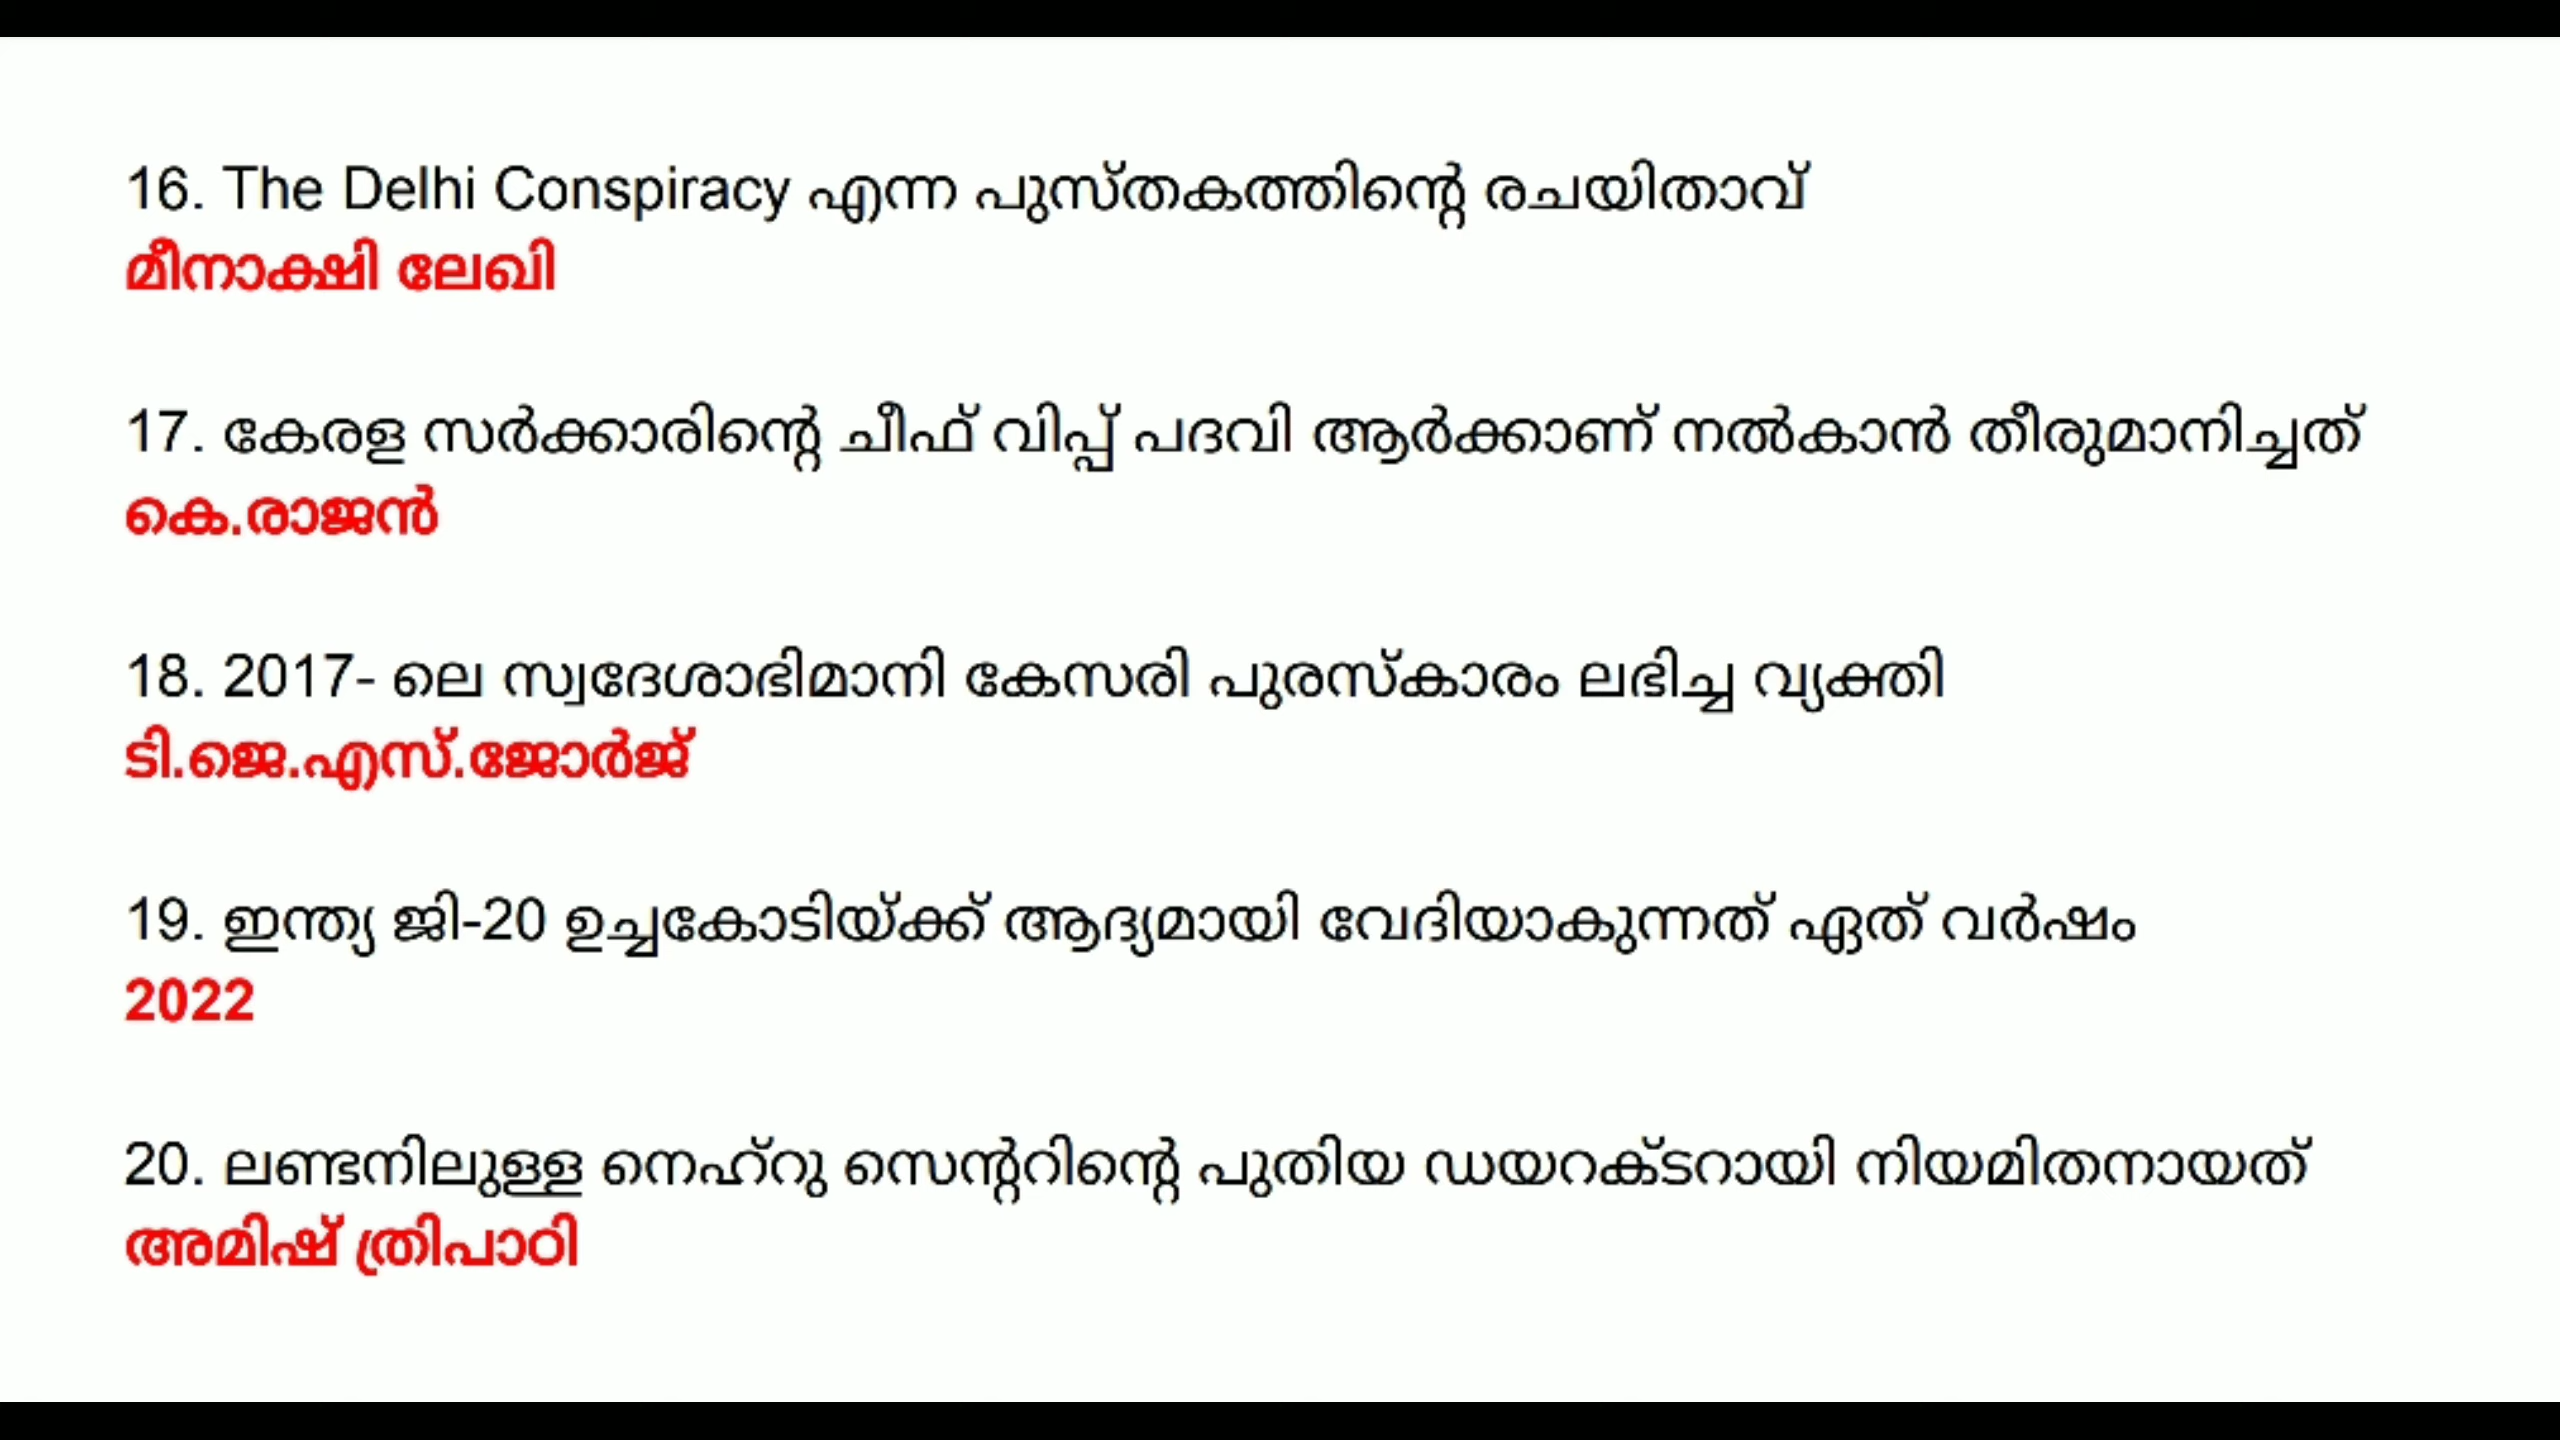 16. The Delhi Conspiracy എന്ന പുസ്തകത്തിന്റെ രചയിതാവ്
മീനാക്ഷി ലേഖി
17. കേരള സർക്കാരിന്റെ ചീഫ് വിപ്പ് പദവി ആർക്കാണ് നൽകാൻ തീരുമാനിച്ചത്
കെ.രാജൻ
18. 2017- ലെ സ്വദേശാഭിമാനി കേസരി പുരസ്കാരം ലഭിച്ച വ്യക്തി
ടി.ജെ.എസ്.ജോർജ്
19. ഇന്ത്യ ജി-20 ഉച്ചകോടിയ്ക്ക് ആദ്യമായി വേദിയാകുന്നത് ഏത് വർഷം
2022
20. ലണ്ടനിലുള്ള നെഹ്റു സെന്ററിന്റെ പുതിയ ഡയറക്ടറായി നിയമിതനായത്
അമിഷ് ത്രിപാഠി